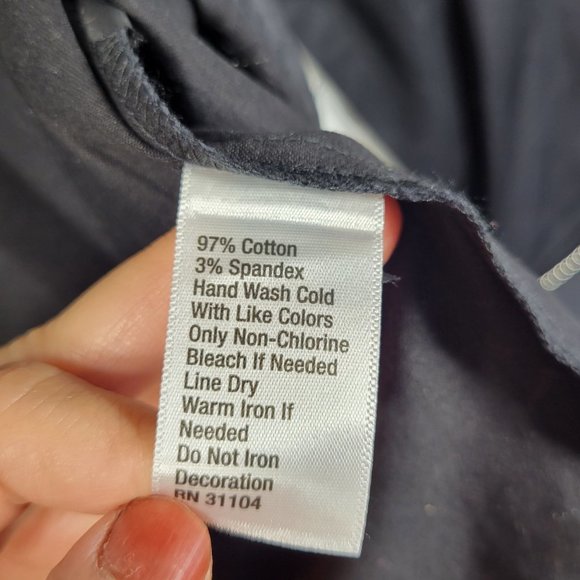 97% Cotton
3% Spandex
Hand Wash Cold
With Like Colors
Only Non-Chlorine
Bleach If Needed
Line Dry
Warm Iron If
Needed
Do Not Iron
Decoration
RN 31104